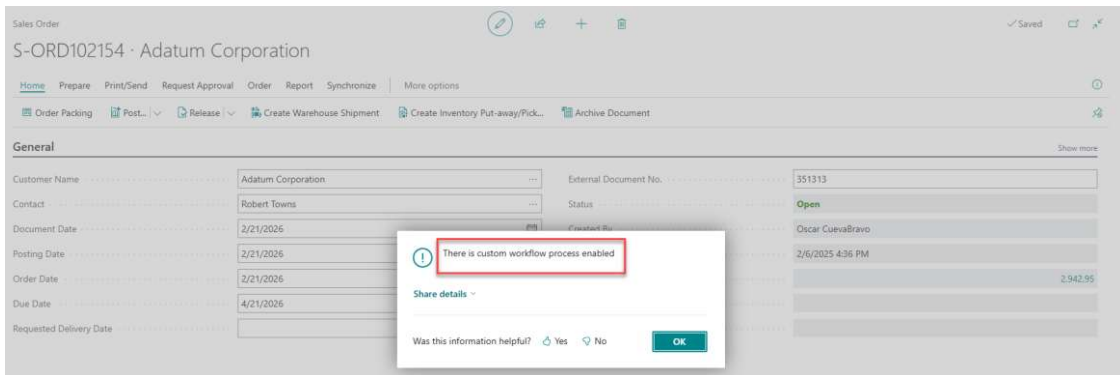 Sales Order
Saved
S-ORD102154 · Adatum Corporation
Home Prepare Print/Send Request Approval Order Report Synchronize More options
Order Packing Post... Release Create Warehouse Shipment Create Inventory Put-away/Pick... Archive Document
General
Show more
Customer Name Adatum Corporation ... External Document No. 351313
Contact Robert Towns ... Status Open
Document Date 2/21/2026 Created By Oscar CuevaBravo
Posting Date 2/21/2026 2/6/2025 4:36 PM
Order Date 2/21/2026 2,942.95
Due Date 4/21/2026
Requested Delivery Date
There is custom workflow process enabled
Share details
Was this information helpful? Yes No OK